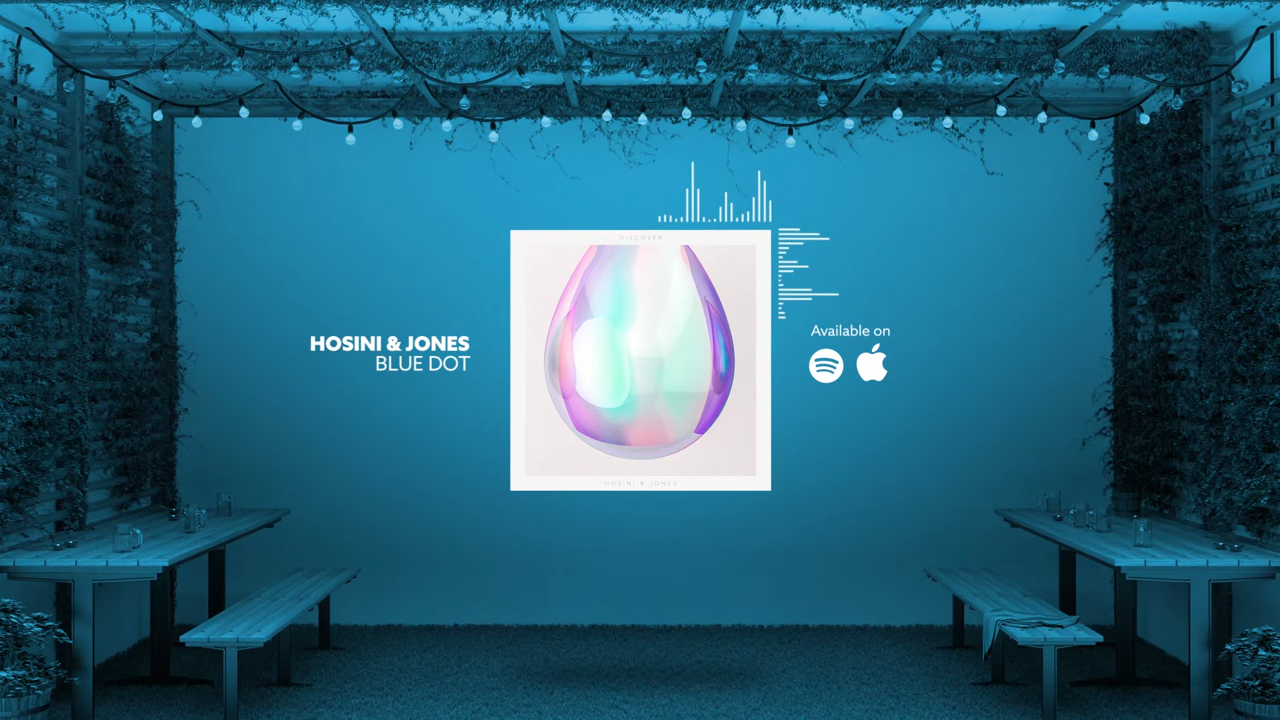 DISCOVER
HOSINI & JONES
BLUE DOT
Available on
HOSINI & JONES